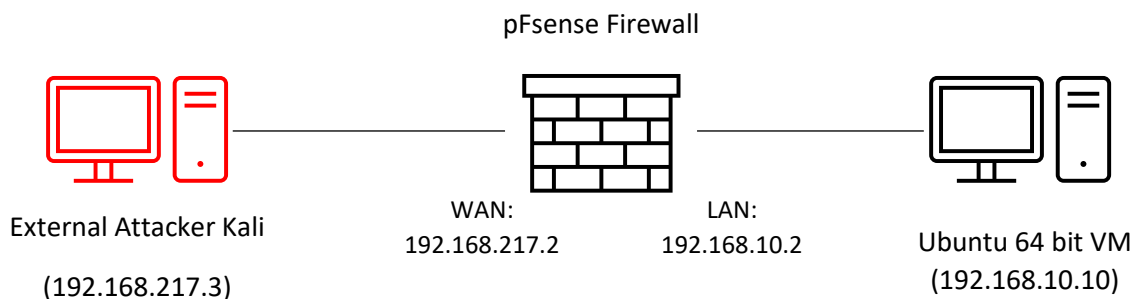 pFsense Firewall
External Attacker Kali
(192.168.217.3)
WAN:
192.168.217.2
LAN:
192.168.10.2
Ubuntu 64 bit VM
(192.168.10.10)